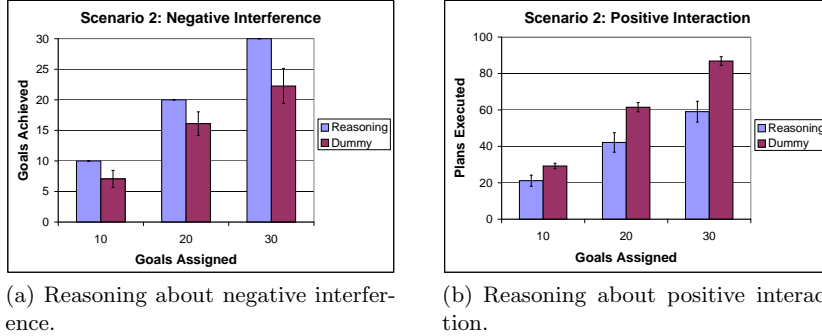 Scenario 2: Negative Interference
30
25
20
15
10
5
0
Goals Achieved
10 20 30
Goals Assigned
Reasoning
Dummy
(a) Reasoning about negative interfer-
ence.
Scenario 2: Positive Interaction
100
80
60
40
20
0
Plans Executed
10 20 30
Goals Assigned
Reasoning
Dummy
(b) Reasoning about positive interac
tion.